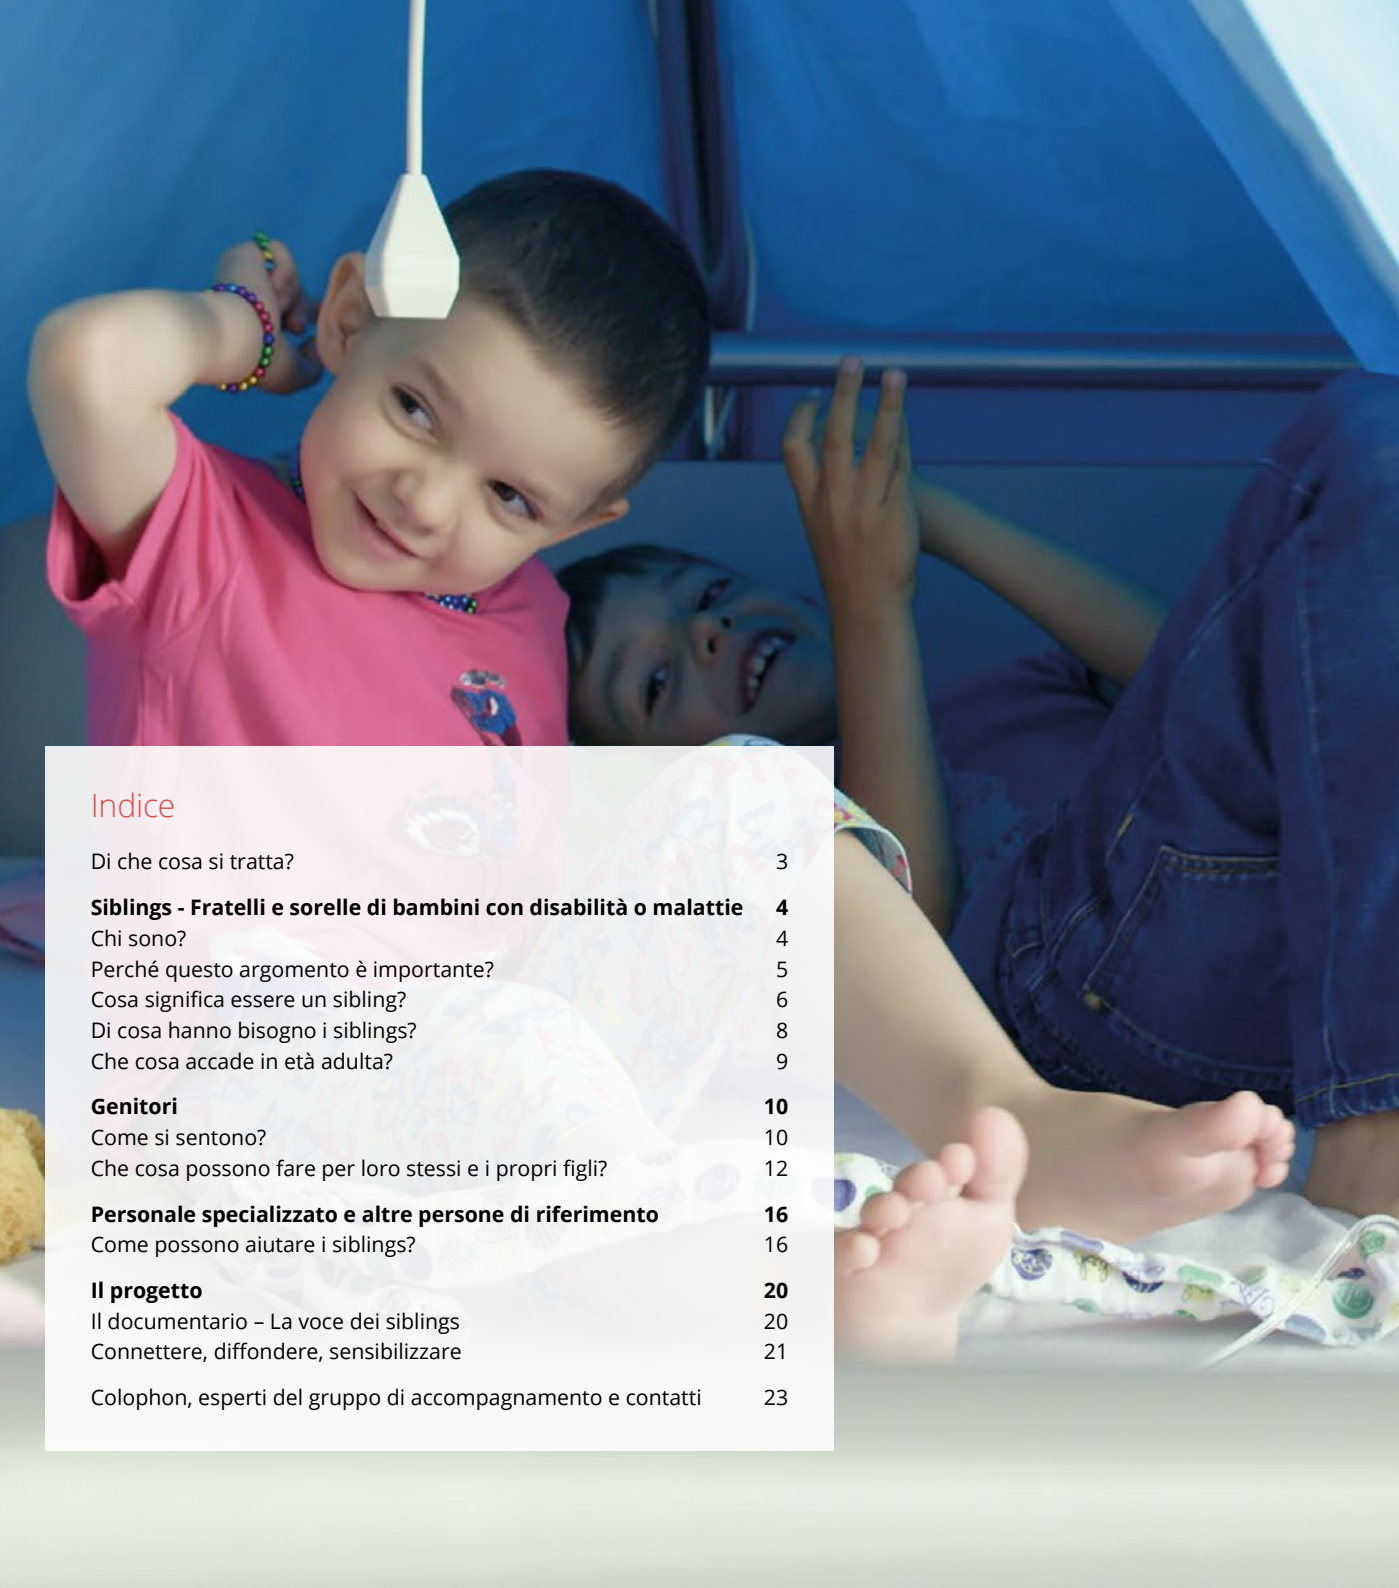 Indice
Di che cosa si tratta? 3
Siblings - Fratelli e sorelle di bambini con disabilità o malattie 4
Chi sono? 4
Perché questo argomento è importante? 5
Cosa significa essere un sibling? 6
Di cosa hanno bisogno i siblings? 8
Che cosa accade in età adulta? 9
Genitori 10
Come si sentono? 10
Che cosa possono fare per loro stessi e i propri figli? 12
Personale specializzato e altre persone di riferimento 16
Come possono aiutare i siblings? 16
Il progetto 20
Il documentario – La voce dei siblings 20
Connettere, diffondere, sensibilizzare 21
Colophon, esperti del gruppo di accompagnamento e contatti 23